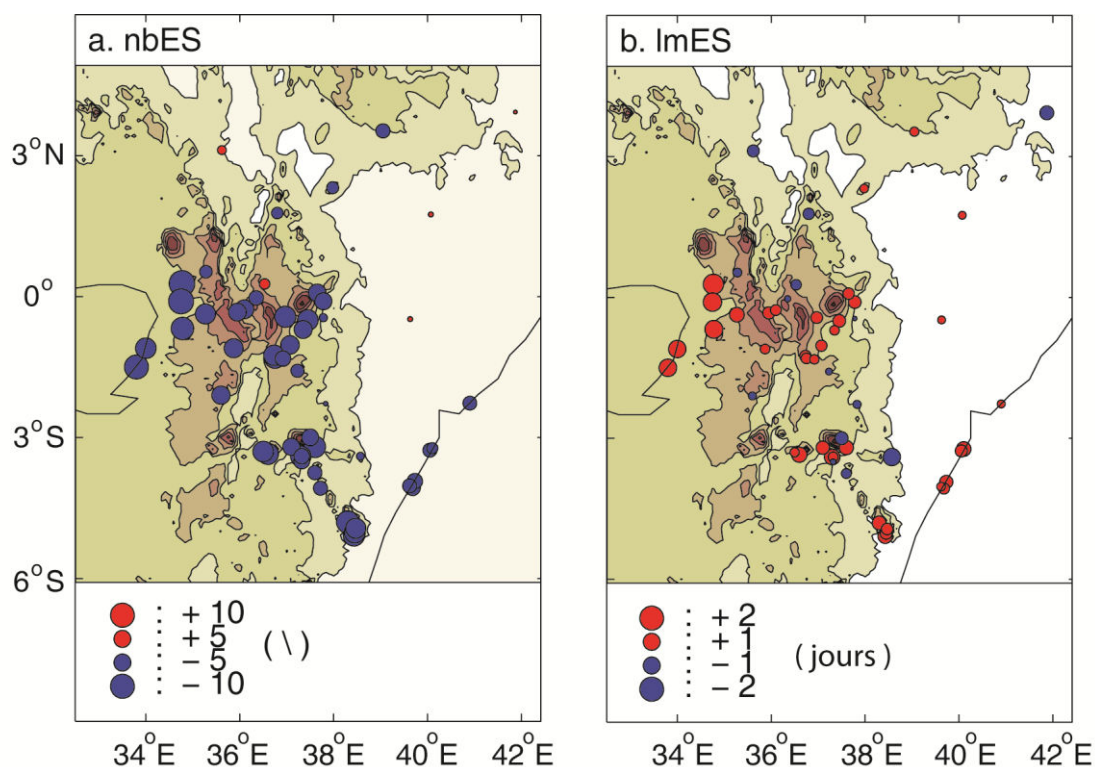 a. nbES
b. lmES
3°N
0°
3°S
6°S
: + 10
: + 5
: − 5
: − 10
( \ )
: + 2
: + 1
: − 1
: − 2
( jours )
34°E 36°E 38°E 40°E 42°E
34°E 36°E 38°E 40°E 42°E